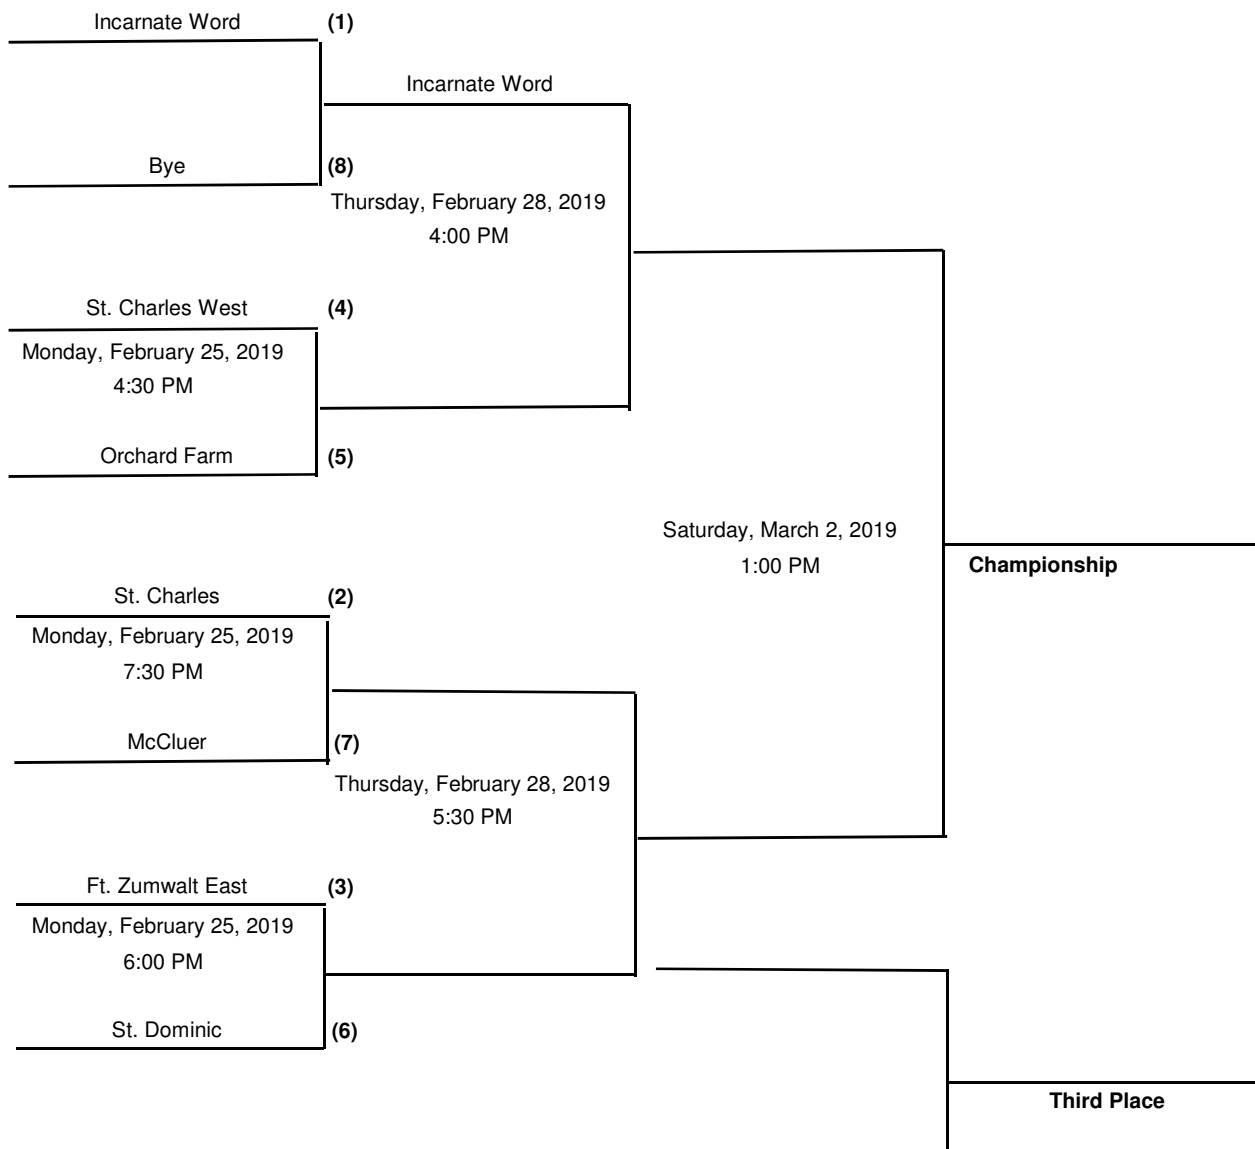 Incarnate Word (1)
Incarnate Word
Bye (8)
Thursday, February 28, 2019
4:00 PM
St. Charles West (4)
Monday, February 25, 2019
4:30 PM
Orchard Farm (5)
Saturday, March 2, 2019
1:00 PM
Championship
St. Charles (2)
Monday, February 25, 2019
7:30 PM
McCluer (7)
Thursday, February 28, 2019
5:30 PM
Ft. Zumwalt East (3)
Monday, February 25, 2019
6:00 PM
St. Dominic (6)
Third Place